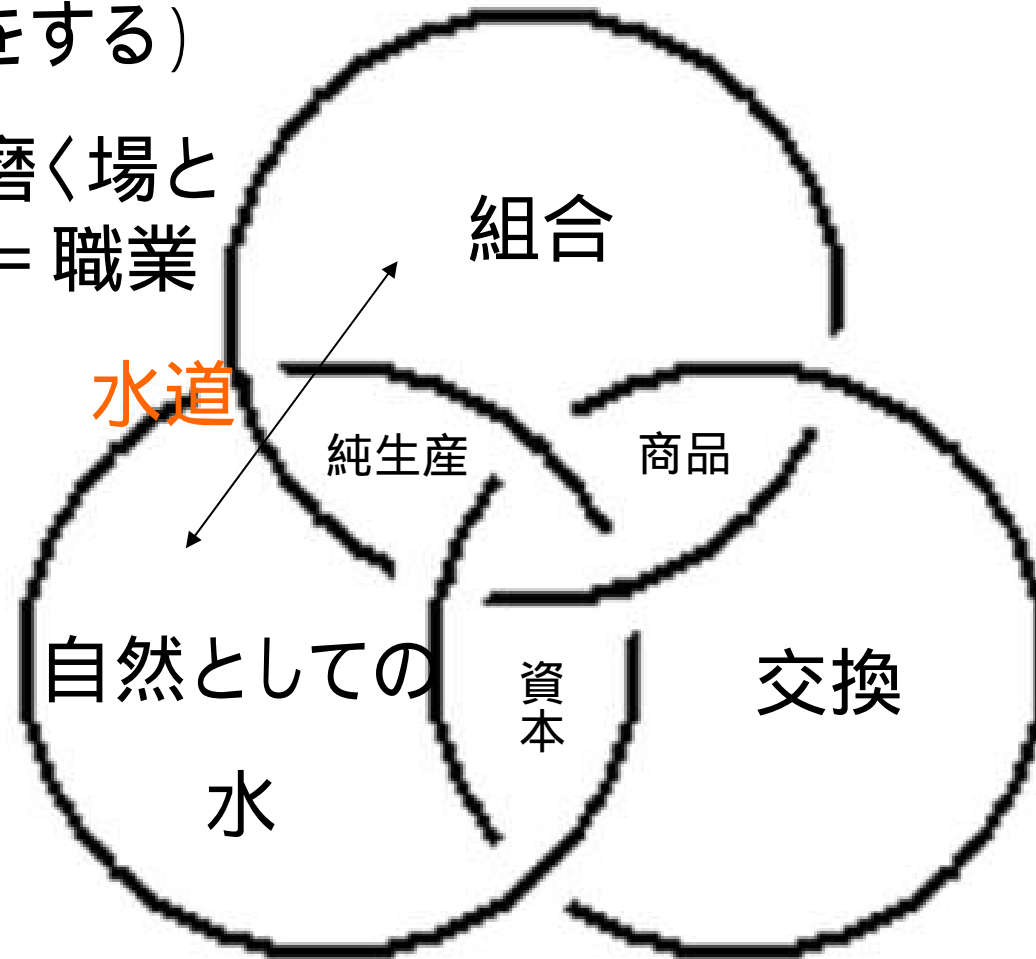 をする)
磨く場と
= 職業
組合
水道
純生産
商品
自然としての
水
資
本
交換